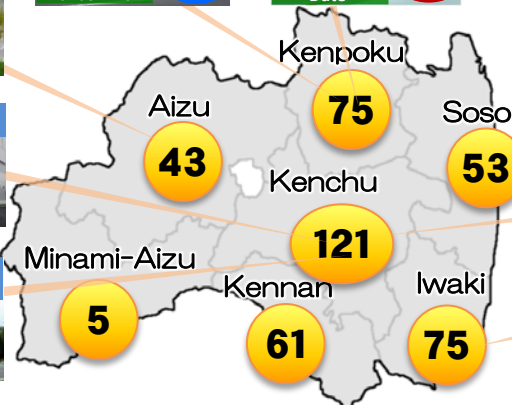 Kenpoku
75
Aizu
43
Soso
53
Kenchu
121
Minami-Aizu
5
Kennan
61
Iwaki
75